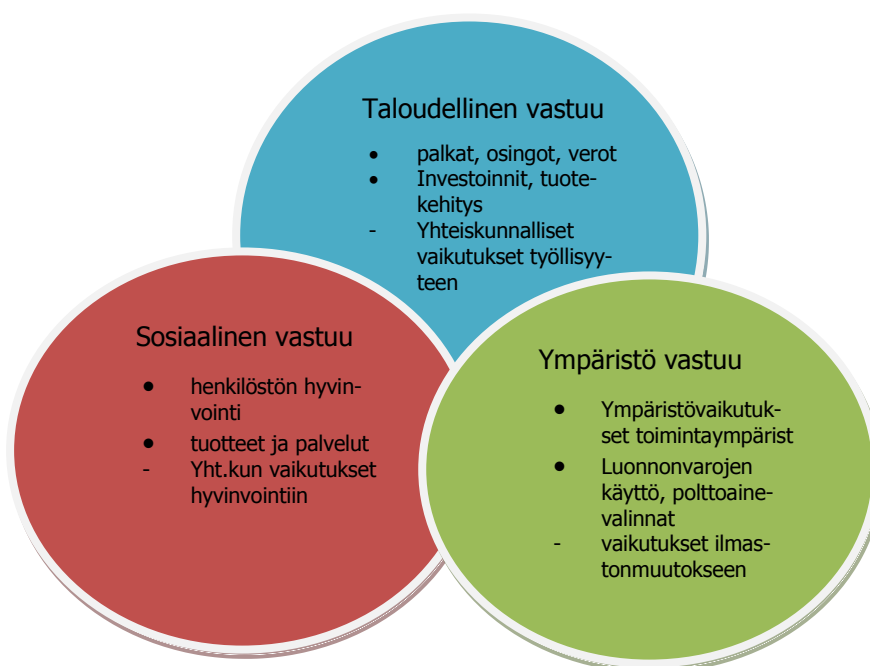 Taloudellinen vastuu
• palkat, osingot, verot
• Investoinnit, tuote-
kehitys
- Yhteiskunnalliset
vaikutukset työllisyy-
teen
Sosiaalinen vastuu
• henkilöstön hyvin-
vointi
• tuotteet ja palvelut
- Yht.kun vaikutukset
hyvinvointiin
Ympäristö vastuu
• Ympäristövaikutuk-
set toimintaympärist
• Luonnonvarojen
käyttö, polttoaine-
valinnat
- vaikutukset ilmas-
tonmuutokseen